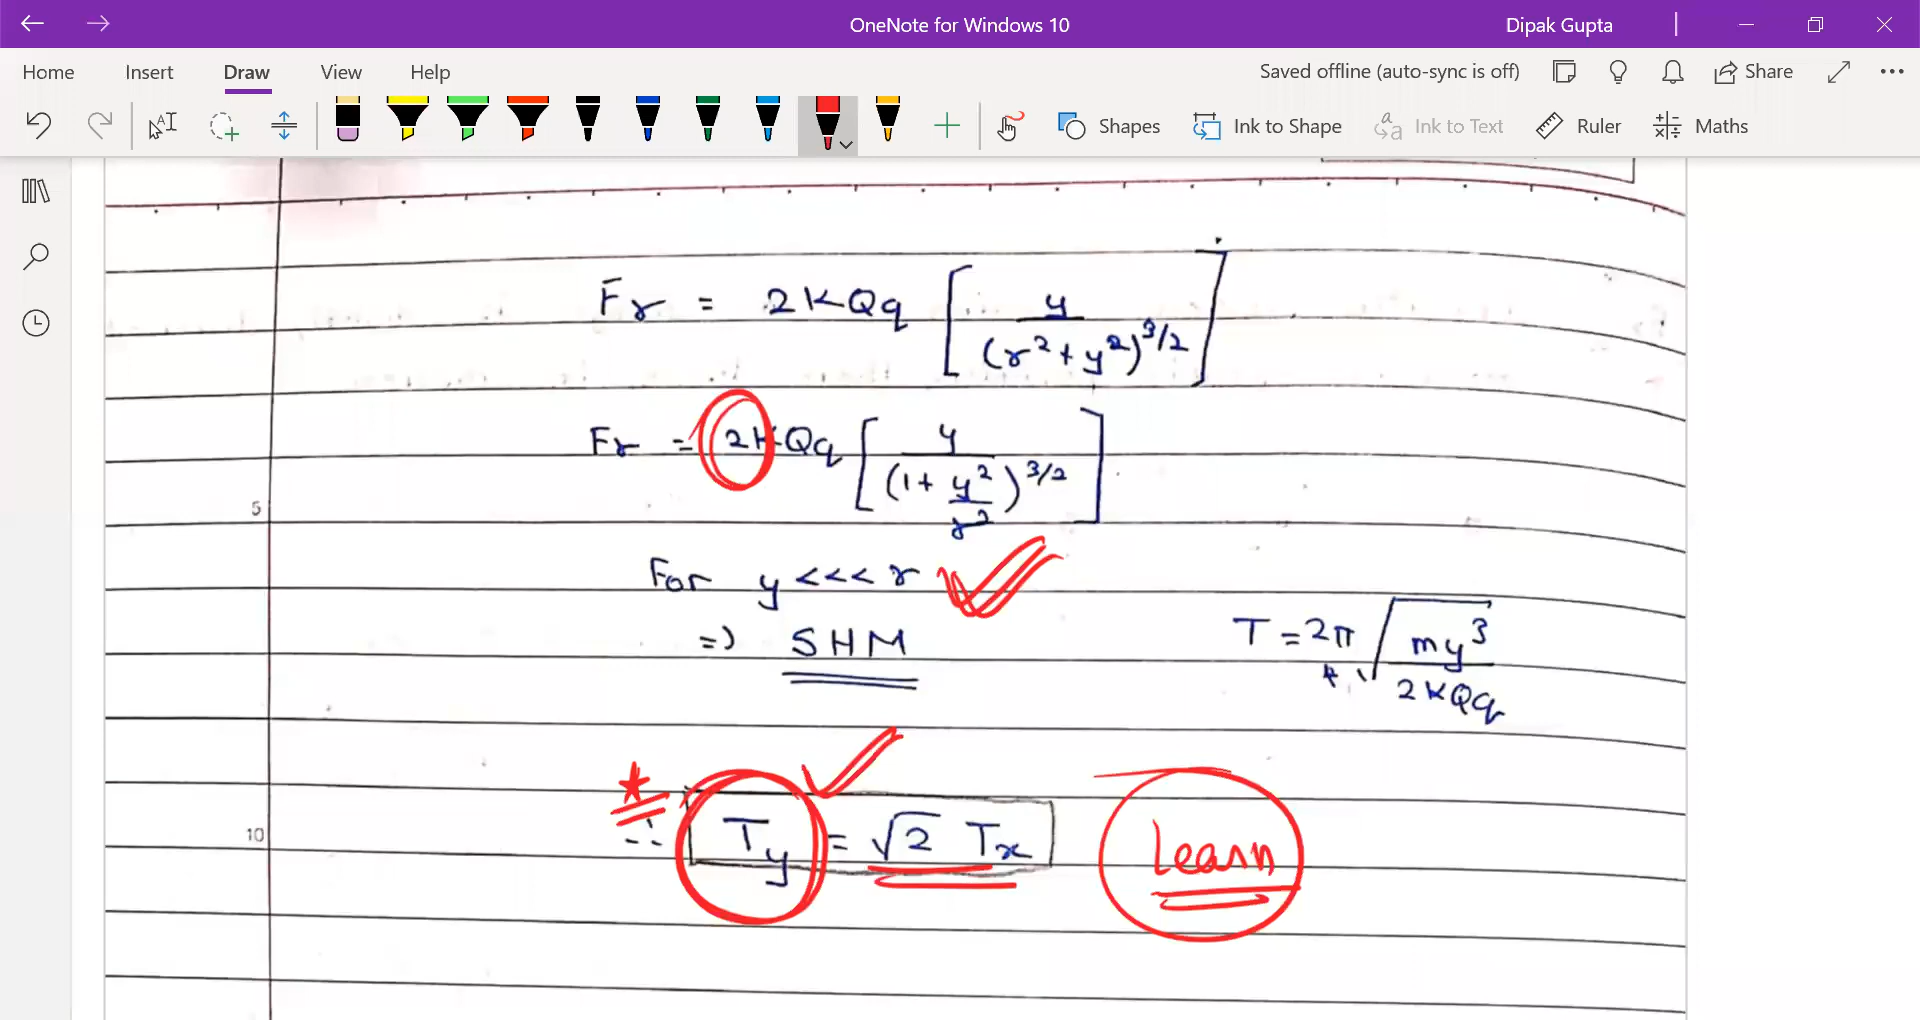 OneNote for Windows 10
Dipak Gupta
Home Insert Draw View Help
Saved offline (auto-sync is off)
Share
Shapes
Ink to Shape
Ink to Text
Ruler
Maths
Fr = 2KQq [ y / (r² + y²)^3/2 ]
Fr = 2KQq [ y / (1 + y²/r²)^3/2 ]
5
For y <<< r
=) SHM
T = 2π √ my³ / 2KQq
10
∴ Ty = √2 Tx
Learn